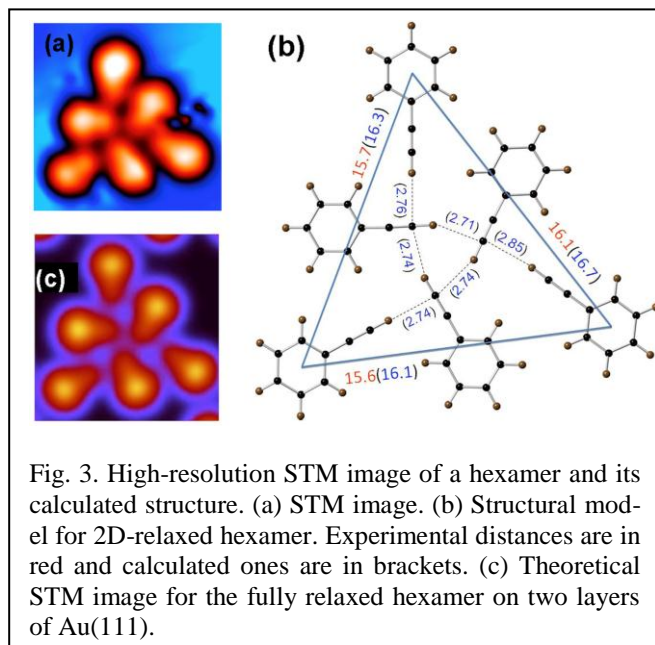 (a)
(b)
15.7(16.3)
(2.76)
(2.71)
(2.85)
16.1(16.7)
(2.74)
(2.74)
(2.74)
15.6(16.1)
(c)
Fig. 3. High-resolution STM image of a hexamer and its
calculated structure. (a) STM image. (b) Structural mod-
el for 2D-relaxed hexamer. Experimental distances are in
red and calculated ones are in brackets. (c) Theoretical
STM image for the fully relaxed hexamer on two layers
of Au(111).